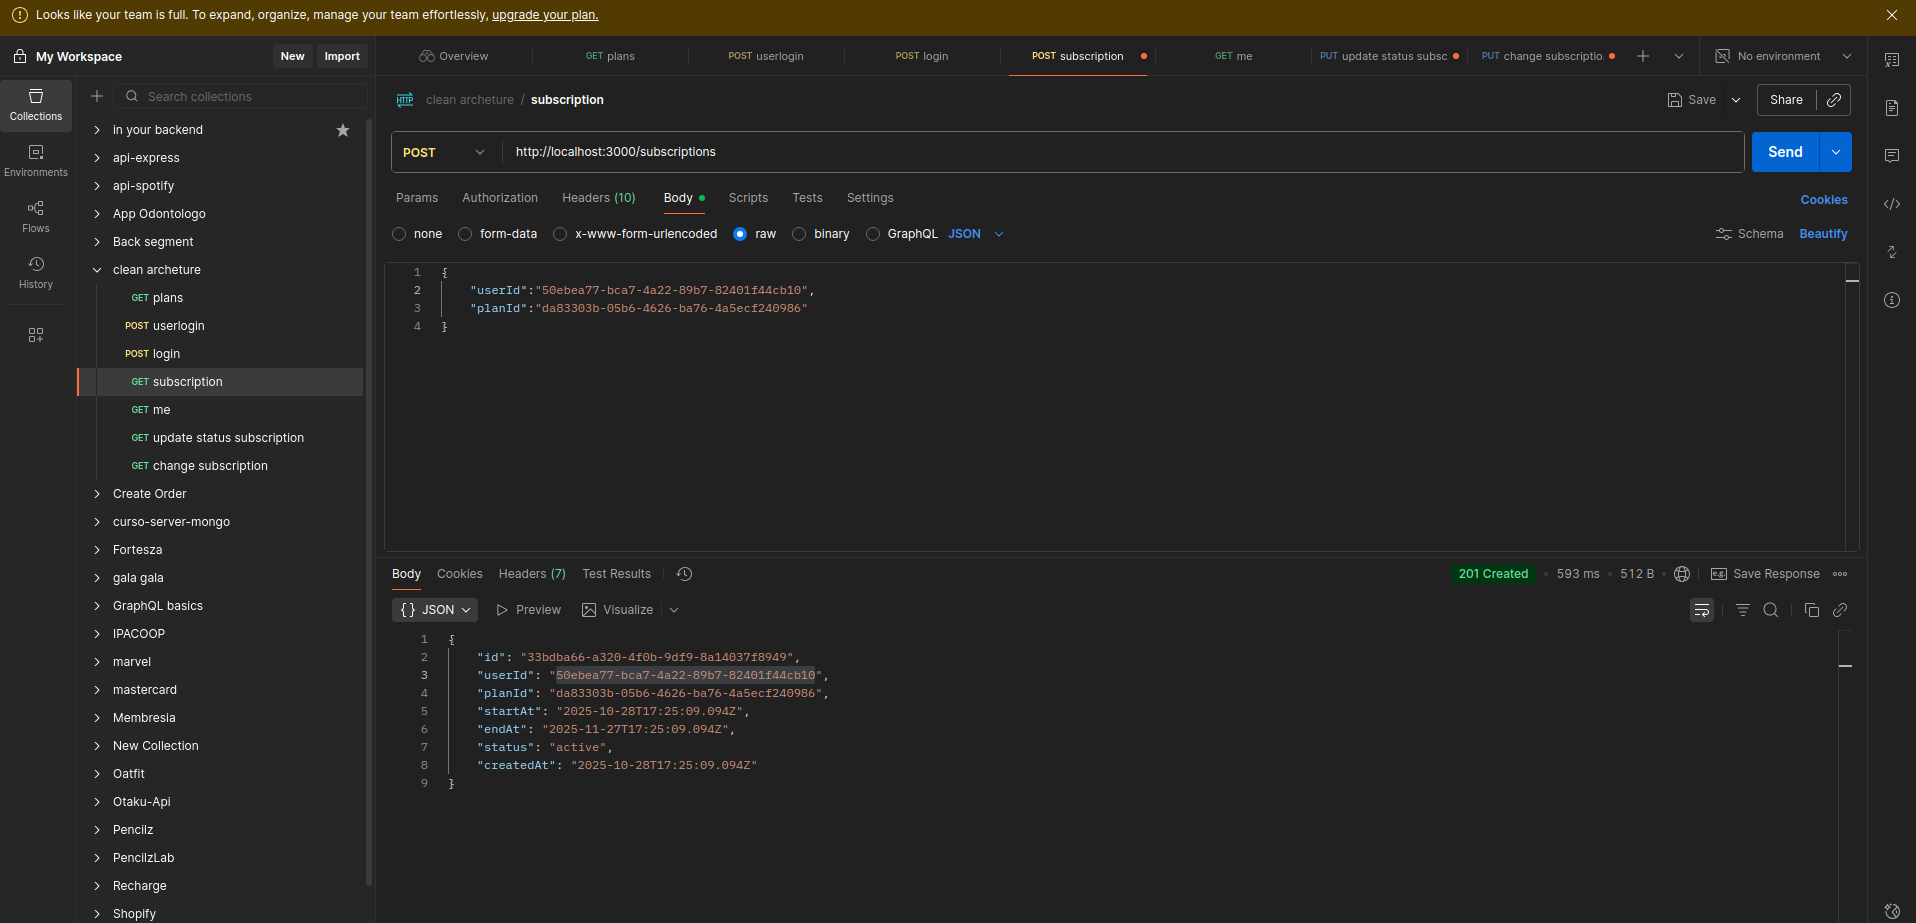 Looks like your team is full. To expand, organize, manage your team effortlessly, upgrade your plan.
My Workspace
New
Import
Overview
GET plans
POST userlogin
POST login
POST subscription
GET me
PUT update status subsc
PUT change subscriptio
No environment
Collections
Environments
Flows
History
Search collections
in your backend
api-express
api-spotify
App Odontologo
Back segment
clean archeture
GET plans
POST userlogin
POST login
GET subscription
GET me
GET update status subscription
GET change subscription
Create Order
curso-server-mongo
Fortesza
gala gala
GraphQL basics
IPACOOP
marvel
mastercard
Membresia
New Collection
Oatfit
Otaku-Api
Pencilz
PencilzLab
Recharge
Shopify
HTTP clean archeture / subscription
Save
Share
POST http://localhost:3000/subscriptions
Send
Params Authorization Headers (10) Body Scripts Tests Settings
Cookies
none form-data x-www-form-urlencoded raw binary GraphQL JSON
Schema Beautify
1 {
2 "userId":"50ebea77-bca7-4a22-89b7-82401f44cb10",
3 "planId":"da83303b-05b6-4626-ba76-4a5ecf240986"
4 }
Body Cookies Headers (7) Test Results
201 Created • 593 ms • 512 B • e.g. Save Response
{} JSON Preview Visualize
1 {
2 "id": "33bdba66-a320-4f0b-9df9-8a14037f8949",
3 "userId": "50ebea77-bca7-4a22-89b7-82401f44cb10",
4 "planId": "da83303b-05b6-4626-ba76-4a5ecf240986",
5 "startAt": "2025-10-28T17:25:09.094Z",
6 "endAt": "2025-11-27T17:25:09.094Z",
7 "status": "active",
8 "createdAt": "2025-10-28T17:25:09.094Z"
9 }